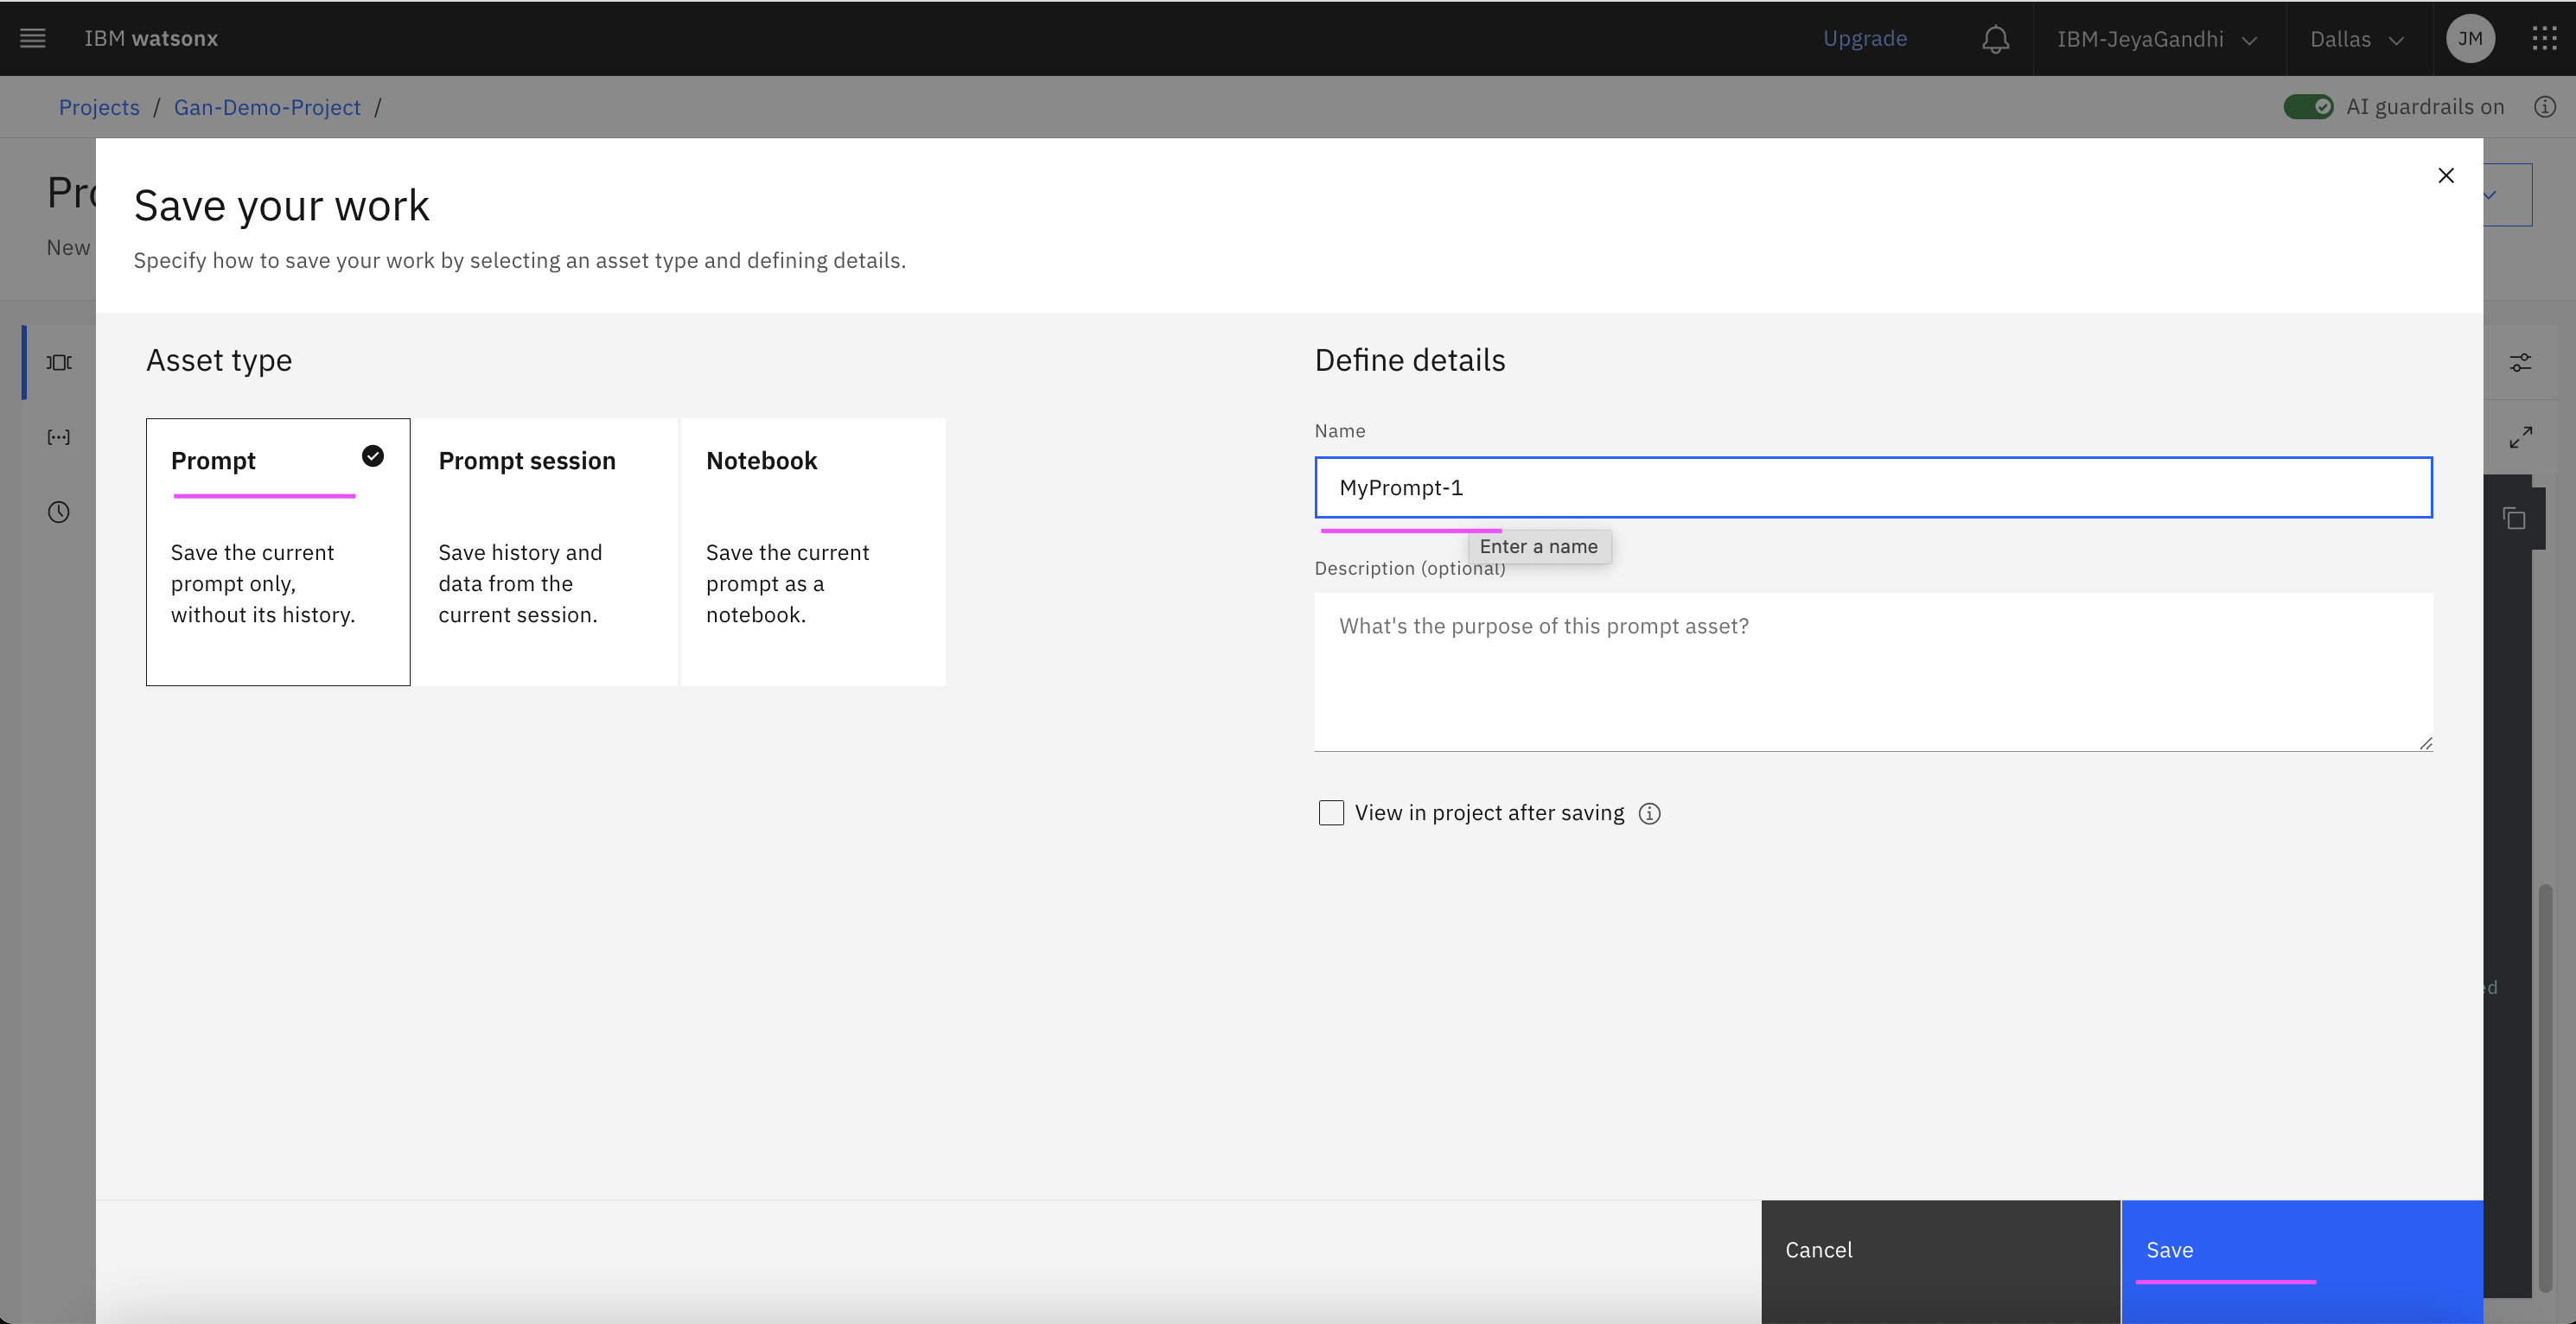 IBM watsonx
Upgrade
IBM-JeyaGandhi
Dallas
JM
Projects / Gan-Demo-Project /
AI guardrails on
New
Save your work
Specify how to save your work by selecting an asset type and defining details.
Asset type
Prompt
Save the current
prompt only,
without its history.
Prompt session
Save history and
data from the
current session.
Notebook
Save the current
prompt as a
notebook.
Define details
Name
MyPrompt-1
Enter a name
Description (optional)
What's the purpose of this prompt asset?
View in project after saving
Cancel
Save